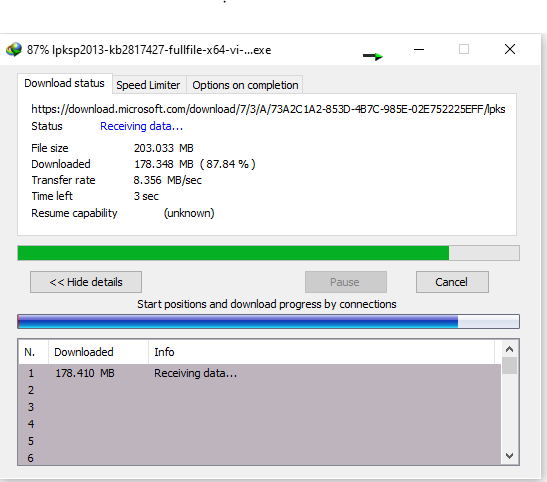 87% lpksp2013-kb2817427-fullfile-x64-vi-...exe
Download status Speed Limiter Options on completion
https://download.microsoft.com/download/7/3/A/73A2C1A2-853D-4B7C-985E-02E752225EFF/lpks
Status Receiving data...
File size 203.033 MB
Downloaded 178.348 MB ( 87.84 % )
Transfer rate 8.356 MB/sec
Time left 3 sec
Resume capability (unknown)
<< Hide details Pause Cancel
Start positions and download progress by connections
N. Downloaded Info
1 178.410 MB Receiving data...
2
3
4
5
6